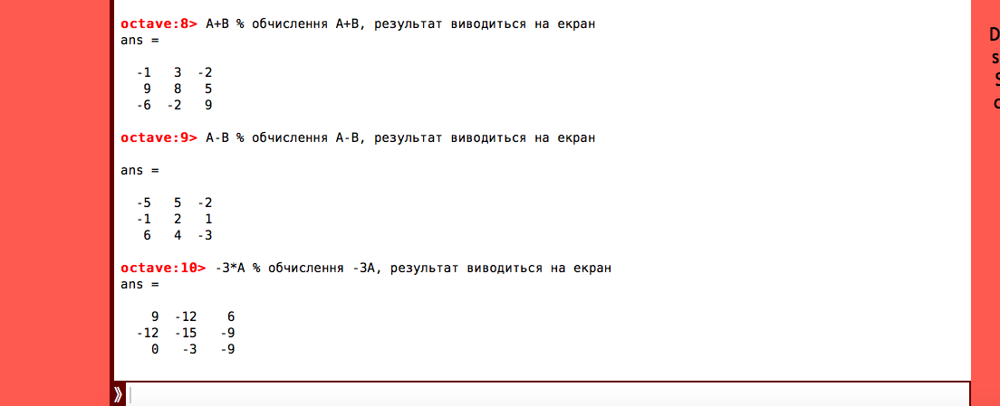 octave:8> A+B % обчислення A+B, результат виводиться на екран
ans =
-1 3 -2
9 8 5
-6 -2 9
octave:9> A-B % обчислення A-B, результат виводиться на екран
ans =
-5 5 -2
-1 2 1
6 4 -3
octave:10> -3*A % обчислення -3A, результат виводиться на екран
ans =
9 -12 6
-12 -15 -9
0 -3 -9